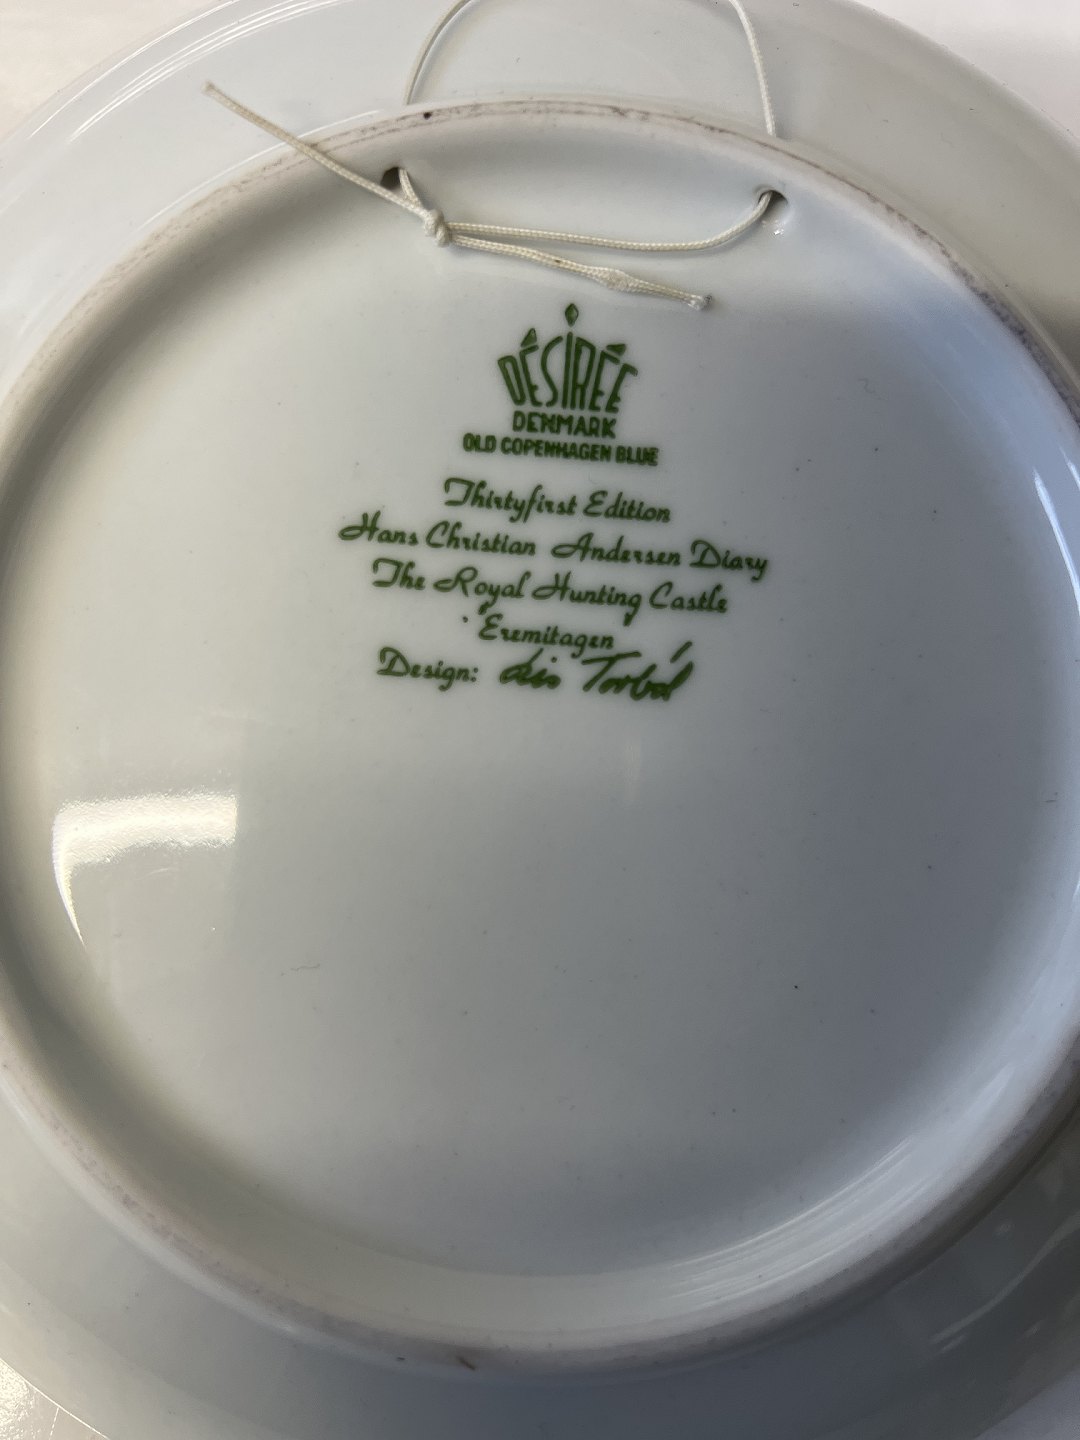 DÉSIRÉE
DENMARK
OLD COPENHAGEN BLUE
Thirtyfirst Edition
Hans Christian Andersen Diary
The Royal Hunting Castle
"Eremitagen"
Design: